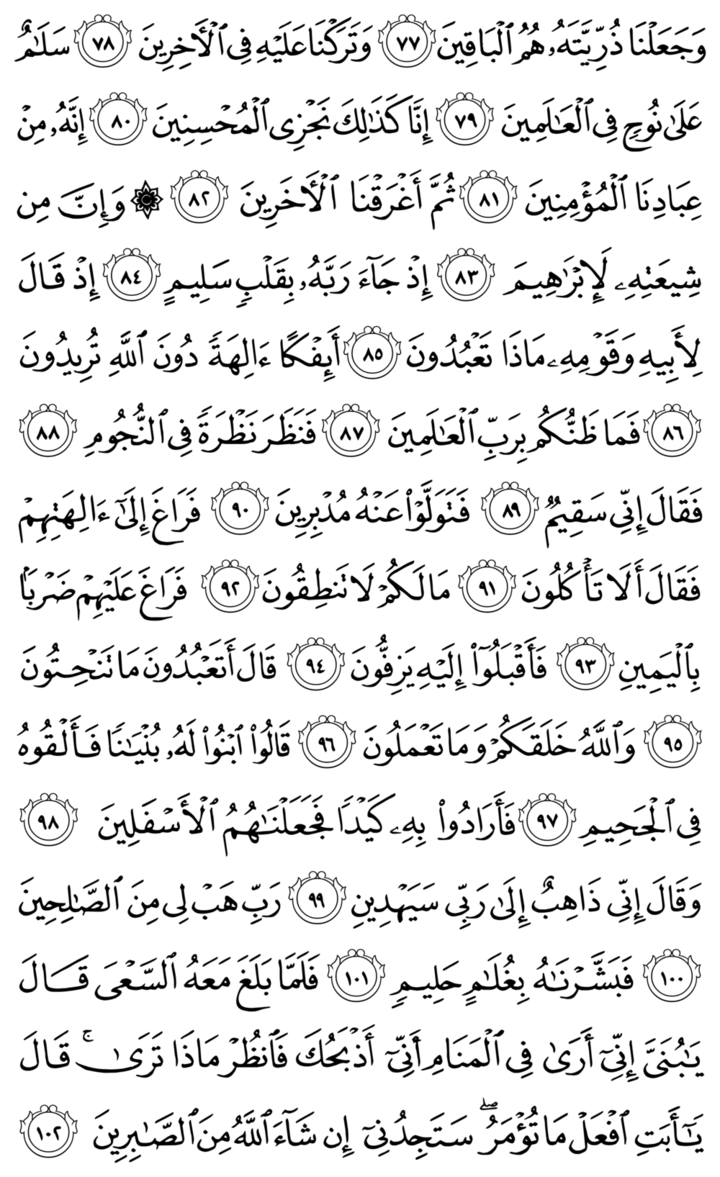 وَجَعَلْنَا ذُرِّيَّتَهُۥ هُمُ ٱلْبَاقِينَ ٧٧ وَتَرَكْنَا عَلَيْهِ فِى ٱلْأَخِرِينَ ٧٨ سَلَٰمٌ
عَلَىٰ نُوحٍ فِى ٱلْعَٰلَمِينَ ٧٩ إِنَّا كَذَٰلِكَ نَجْزِى ٱلْمُحْسِنِينَ ٨٠ إِنَّهُۥ مِنْ
عِبَادِنَا ٱلْمُؤْمِنِينَ ٨١ ثُمَّ أَغْرَقْنَا ٱلْأَخَرِينَ ٨٢ ۞ وَإِنَّ مِن
شِيعَتِهِۦ لَإِبْرَٰهِيمَ ٨٣ إِذْ جَآءَ رَبَّهُۥ بِقَلْبٍ سَلِيمٍ ٨٤ إِذْ قَالَ
لِأَبِيهِ وَقَوْمِهِۦ مَاذَا تَعْبُدُونَ ٨٥ أَئِفْكًا ءَالِهَةً دُونَ ٱللَّهِ تُرِيدُونَ
٨٦ فَمَا ظَنُّكُم بِرَبِّ ٱلْعَٰلَمِينَ ٨٧ فَنَظَرَ نَظْرَةً فِى ٱلنُّجُومِ ٨٨
فَقَالَ إِنِّى سَقِيمٌ ٨٩ فَتَوَلَّوْا۟ عَنْهُ مُدْبِرِينَ ٩٠ فَرَاغَ إِلَىٰٓ ءَالِهَتِهِمْ
فَقَالَ أَلَا تَأْكُلُونَ ٩١ مَا لَكُمْ لَا تَنطِقُونَ ٩٢ فَرَاغَ عَلَيْهِمْ ضَرْبًۢا
بِٱلْيَمِينِ ٩٣ فَأَقْبَلُوٓا۟ إِلَيْهِ يَزِفُّونَ ٩٤ قَالَ أَتَعْبُدُونَ مَا تَنْحِتُونَ
٩٥ وَٱللَّهُ خَلَقَكُمْ وَمَا تَعْمَلُونَ ٩٦ قَالُوا۟ ٱبْنُوا۟ لَهُۥ بُنْيَٰنًا فَأَلْقُوهُ
فِى ٱلْجَحِيمِ ٩٧ فَأَرَادُوا۟ بِهِۦ كَيْدًا فَجَعَلْنَٰهُمُ ٱلْأَسْفَلِينَ ٩٨
وَقَالَ إِنِّى ذَاهِبٌ إِلَىٰ رَبِّى سَيَهْدِينِ ٩٩ رَبِّ هَبْ لِى مِنَ ٱلصَّٰلِحِينَ
١٠٠ فَبَشَّرْنَٰهُ بِغُلَٰمٍ حَلِيمٍ ١٠١ فَلَمَّا بَلَغَ مَعَهُ ٱلسَّعْىَ قَالَ
يَٰبُنَىَّ إِنِّىٓ أَرَىٰ فِى ٱلْمَنَامِ أَنِّىٓ أَذْبَحُكَ فَٱنظُرْ مَاذَا تَرَىٰ ۚ قَالَ
يَٰٓأَبَتِ ٱفْعَلْ مَا تُؤْمَرُ ۖ سَتَجِدُنِىٓ إِن شَآءَ ٱللَّهُ مِنَ ٱلصَّٰبِرِينَ ١٠٢